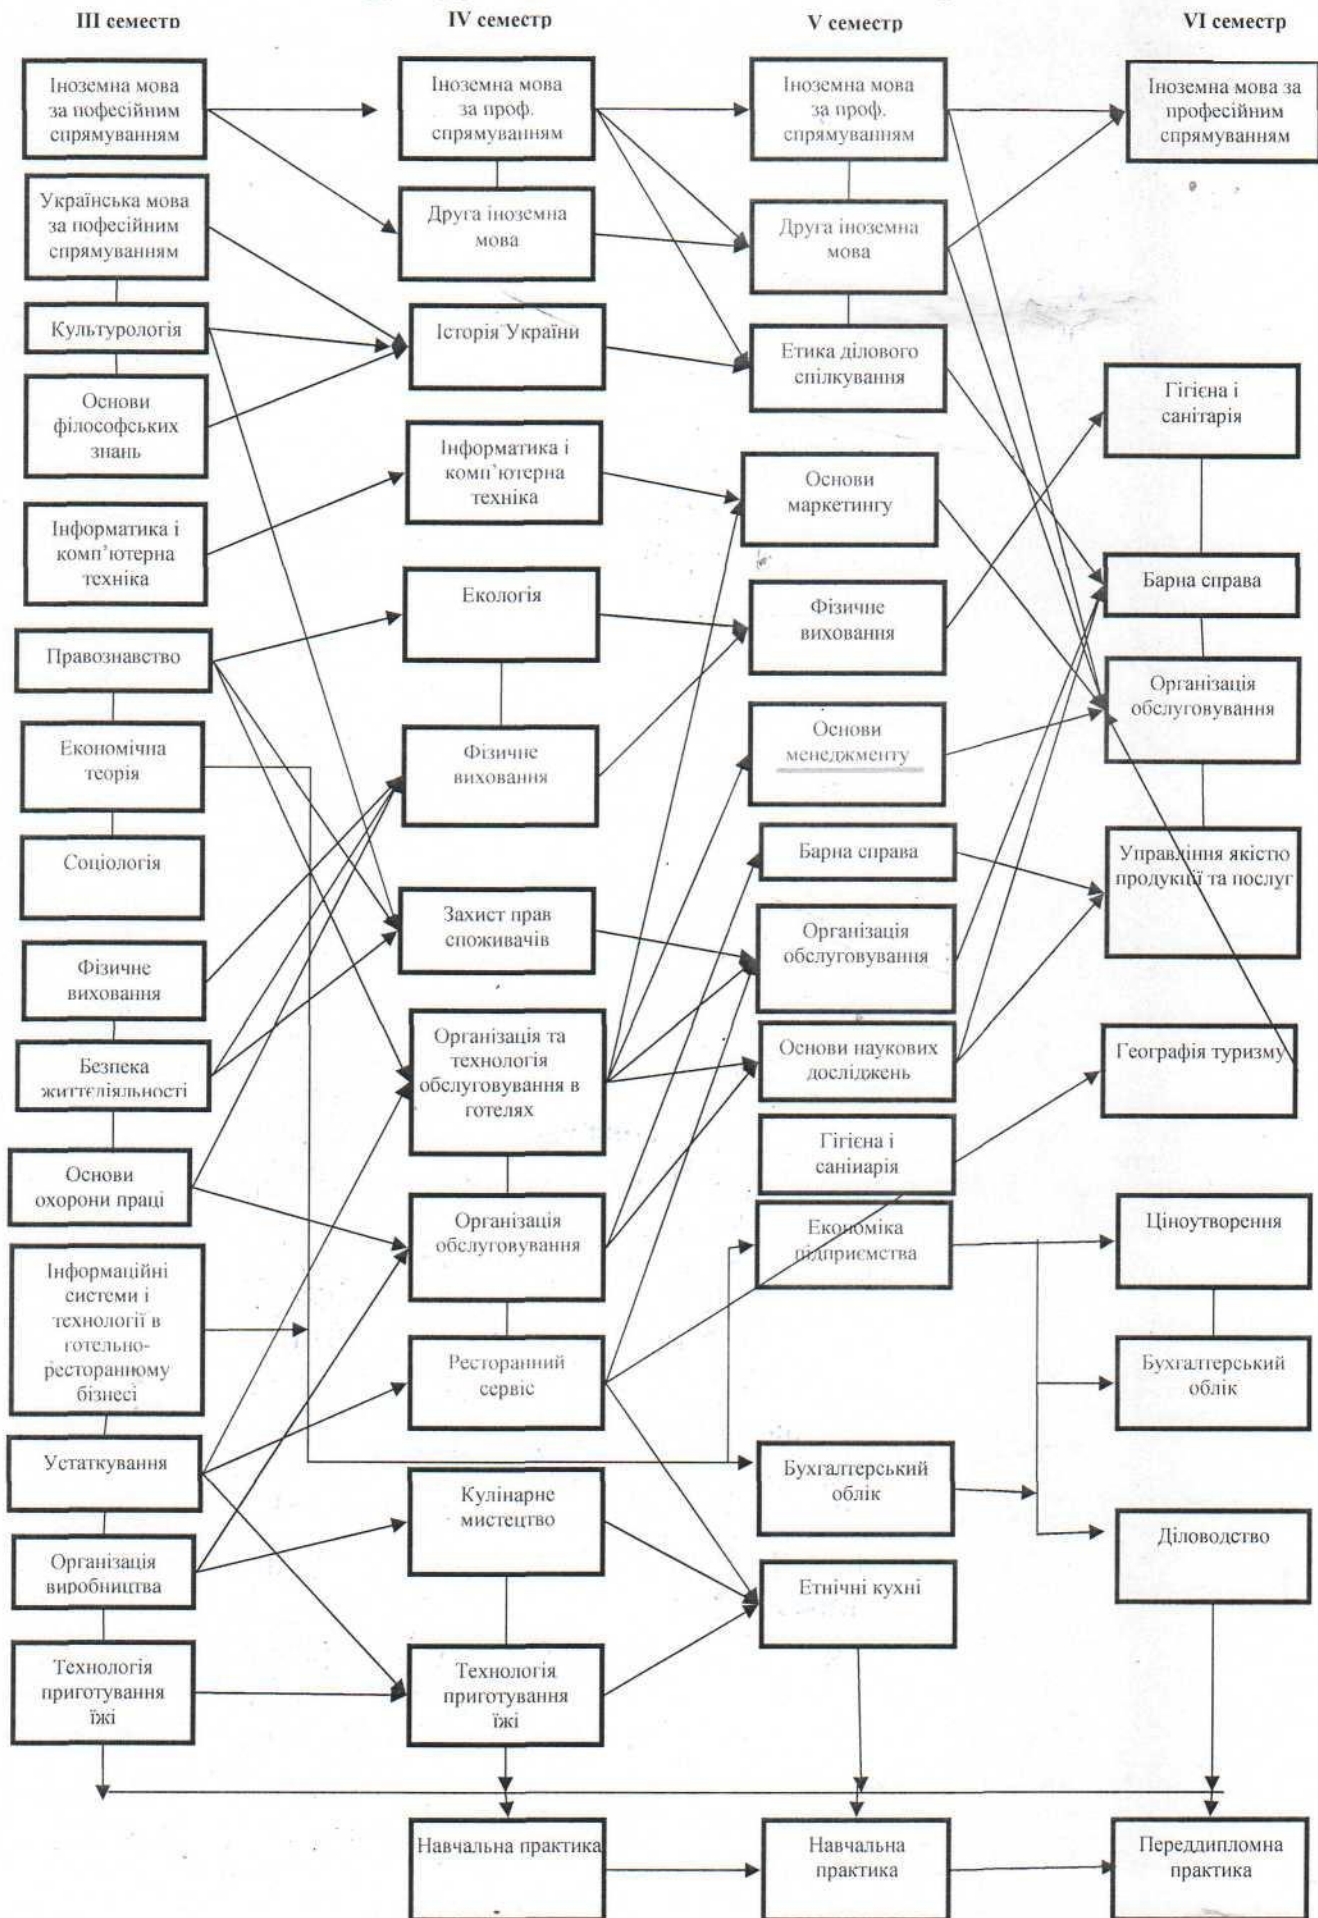 III семестр
IV семестр
V семестр
VI семестр
Іноземна мова
за пофесійним
спрямуванням
Українська мова
за пофесійним
спрямуванням
Культурологія
Основи
філософських
знань
Інформатика і
комп’ютерна
техніка
Правознавство
Економічна
теорія
Соціологія
Фізичне
виховання
Безпека
життєдіяльності
Основи
охорони праці
Інформаційні
системи і
технології в
готельно-
ресторанному
бізнесі
Устаткування
Організація
виробництва
Технологія
приготування
їжі
Іноземна мова
за проф.
спрямуванням
Друга іноземна
мова
Історія України
Інформатика і
комп’ютерна
техніка
Екологія
Фізичне
виховання
Захист прав
споживачів
Організація та
технологія
обслуговування в
готелях
Організація
обслуговування
Ресторанний
сервіс
Кулінарне
мистецтво
Технологія
приготування
їжі
Навчальна практика
Іноземна мова
за проф.
спрямуванням
Друга іноземна
мова
Етика ділового
спілкування
Основи
маркетингу
Фізичне
виховання
Основи
менеджменту
Барна справа
Організація
обслуговування
Основи наукових
досліджень
Гігієна і
саніиарія
Економіка
підприємства
Бухгалтерський
облік
Етнічні кухні
Навчальна
практика
Іноземна мова за
професійним
спрямуванням
Гігієна і
санітарія
Барна справа
Організація
обслуговування
Управління якістю
продукції та послуг
Географія туризму
Ціноутворення
Бухгалтерський
облік
Діловодство
Переддипломна
практика